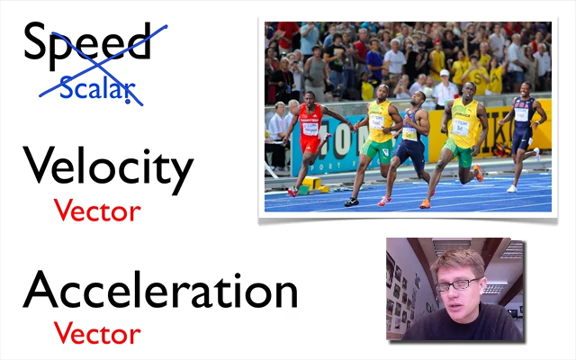 Speed
Scalar
Velocity
Vector
Acceleration
Vector